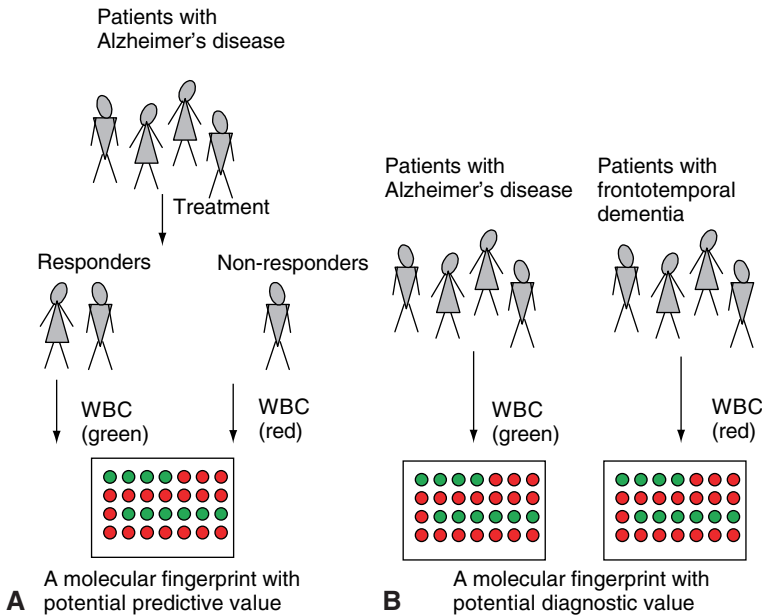 Patients with
Alzheimer's disease
Treatment
Responders
Non-responders
WBC
(green)
WBC
(red)
A
A molecular fingerprint with
potential predictive value
Patients with
Alzheimer's disease
Patients with
frontotemporal
dementia
WBC
(green)
WBC
(red)
B
A molecular fingerprint with
potential diagnostic value